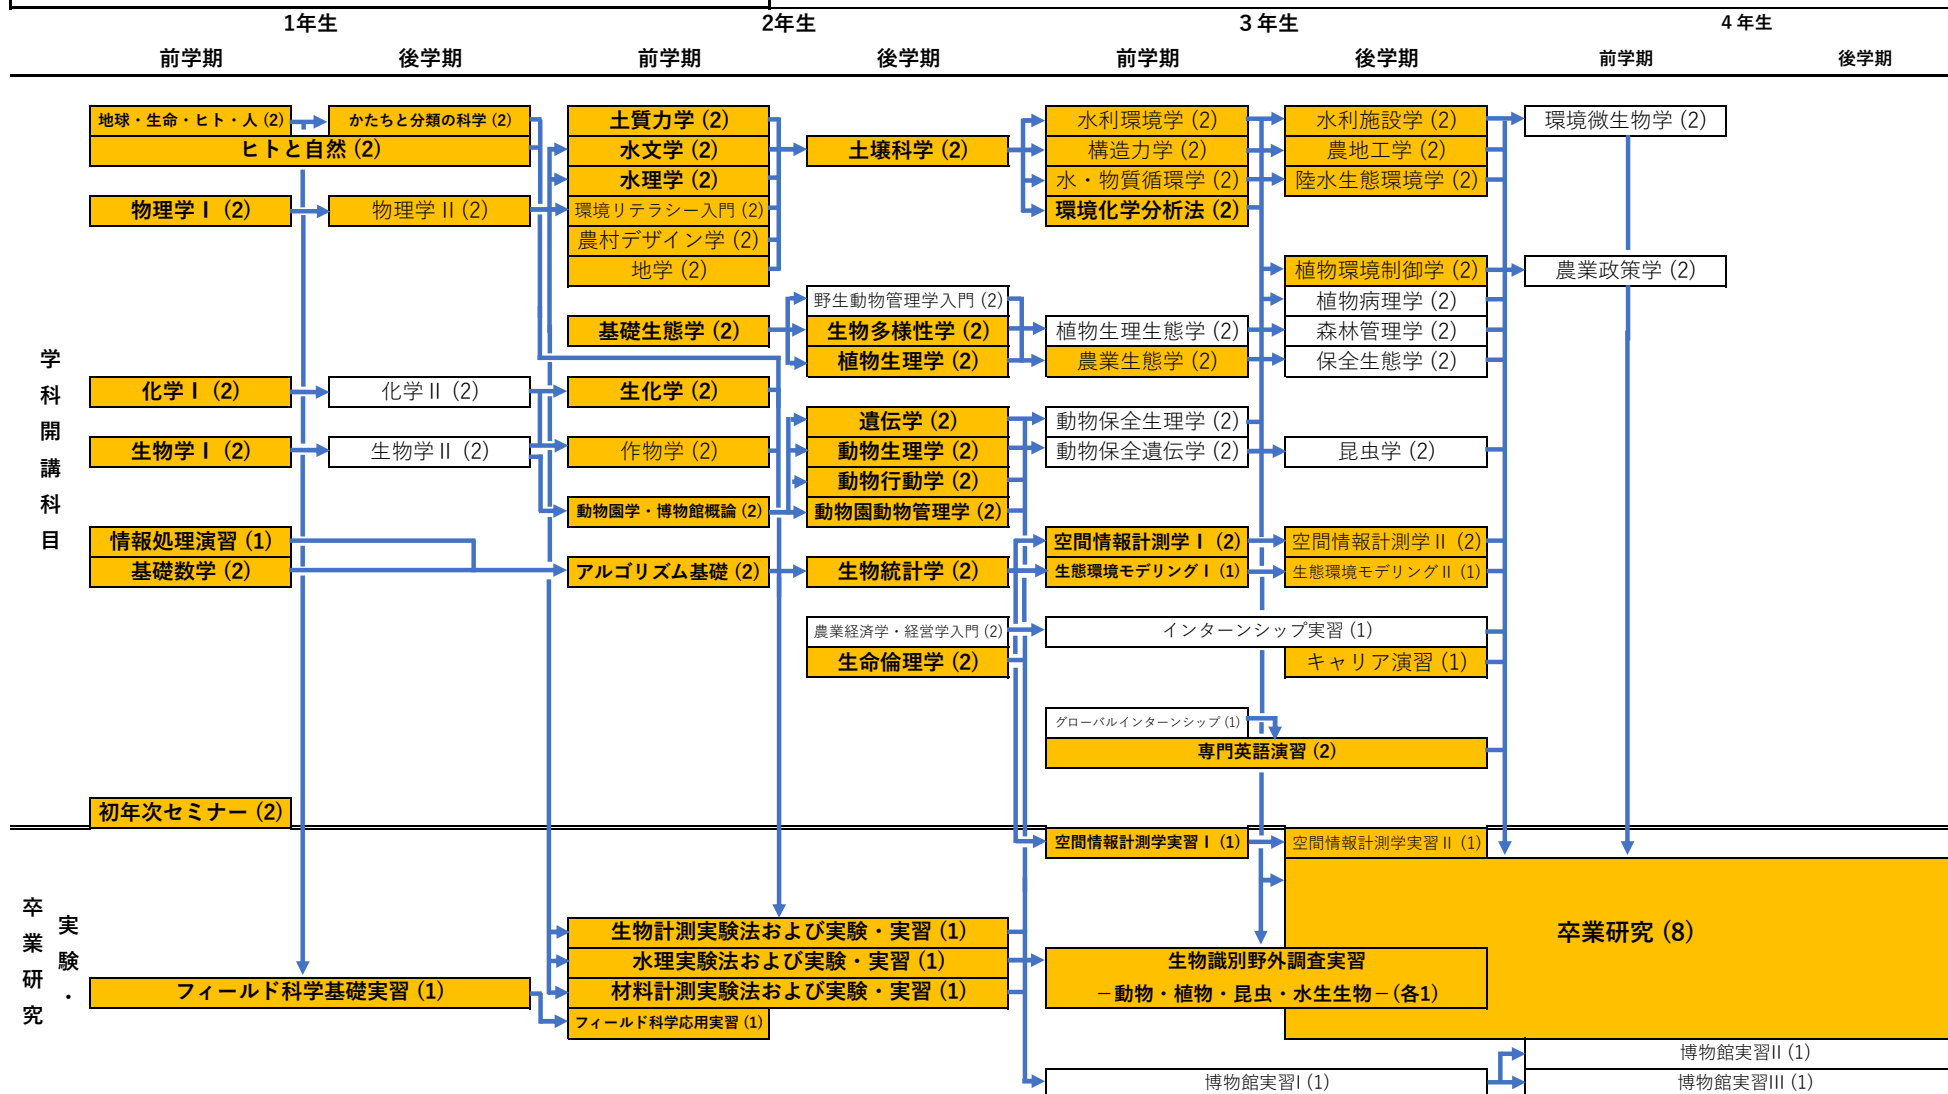 1年生 2年生 3年生 4年生
前学期 後学期 前学期 後学期 前学期 後学期 前学期 後学期
地球・生命・ヒト・人 (2) かたちと分類の科学 (2) 土質力学 (2) 水利環境学 (2) 水利施設学 (2) 環境微生物学 (2)
ヒトと自然 (2) 水文学 (2) 土壌科学 (2) 構造力学 (2) 農地工学 (2)
水理学 (2) 水・物質循環学 (2) 陸水生態環境学 (2)
物理学Ⅰ (2) 物理学Ⅱ (2) 環境リテラシー入門 (2) 環境化学分析法 (2)
農村デザイン学 (2)
地学 (2) 植物環境制御学 (2) 農業政策学 (2)
野生動物管理学入門 (2) 植物病理学 (2)
基礎生態学 (2) 生物多様性学 (2) 植物生理生態学 (2) 森林管理学 (2)
植物生理学 (2) 農業生態学 (2) 保全生態学 (2)
学科開講科目
化学Ⅰ (2) 化学Ⅱ (2) 生化学 (2)
遺伝学 (2) 動物保全生理学 (2)
生物学Ⅰ (2) 生物学Ⅱ (2) 作物学 (2) 動物生理学 (2) 動物保全遺伝学 (2) 昆虫学 (2)
動物行動学 (2)
動物園学・博物館概論 (2) 動物園動物管理学 (2)
情報処理演習 (1) 空間情報計測学Ⅰ (2) 空間情報計測学Ⅱ (2)
基礎数学 (2) アルゴリズム基礎 (2) 生物統計学 (2) 生態環境モデリングⅠ (1) 生態環境モデリングⅡ (1)
農業経済学・経営学入門 (2) インターンシップ実習 (1)
生命倫理学 (2) キャリア演習 (1)
グローバルインターンシップ (1)
専門英語演習 (2)
初年次セミナー (2)
空間情報計測学実習Ⅰ (1) 空間情報計測学実習Ⅱ (1)
卒業研究
実験・
生物計測実験法および実験・実習 (1) 卒業研究 (8)
水理実験法および実験・実習 (1) 生物識別野外調査実習
フィールド科学基礎実習 (1) 材料計測実験法および実験・実習 (1) －動物・植物・昆虫・水生生物－(各1)
フィールド科学応用実習 (1)
博物館実習II (1)
博物館実習I (1) 博物館実習III (1)